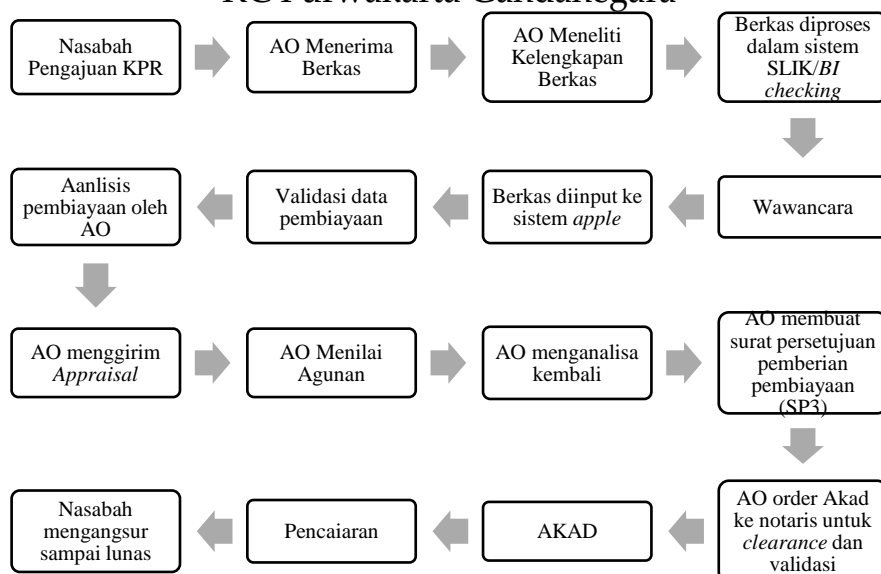 KC Purwakarta Gandanegara
Nasabah
Pengajuan KPR
AO Menerima
Berkas
AO Meneliti
Kelengkapan
Berkas
Berkas diproses
dalam sistem
SLIK/BI
checking
Wawancara
Berkas diinput ke
sistem apple
Validasi data
pembiayaan
Aanlisis
pembiayaan oleh
AO
AO menggirim
Appraisal
AO Menilai
Agunan
AO menganalisa
kembali
AO membuat
surat persetujuan
pemberian
pembiayaan
(SP3)
AO order Akad
ke notaris untuk
clearance dan
validasi
AKAD
Pencaiaran
Nasabah
mengangsur
sampai lunas